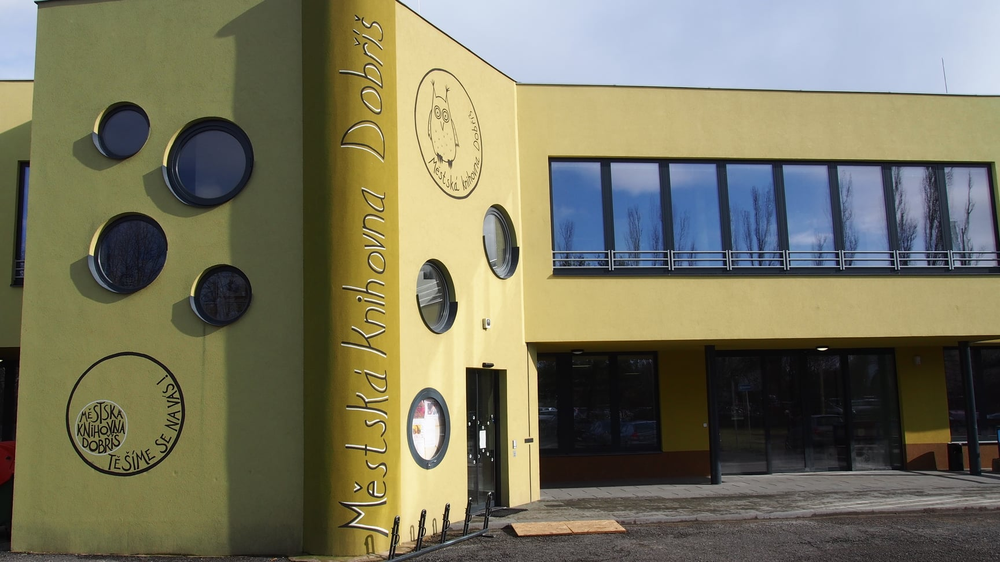 Městská Knihovna Dobříš
Městská knihovna Dobříš
MěSTSKÁ
KNiHOVNA
DOBŘÍŠ
TĚŠÍME SE NA VÁS!